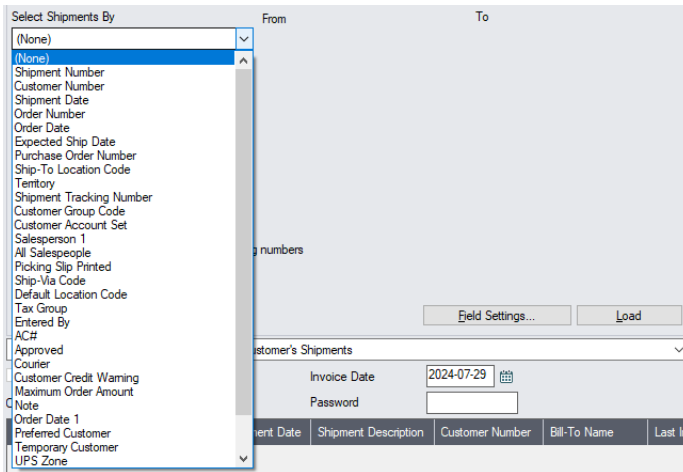 Select Shipments By From To
(None)
(None)
Shipment Number
Customer Number
Shipment Date
Order Number
Order Date
Expected Ship Date
Purchase Order Number
Ship-To Location Code
Territory
Shipment Tracking Number
Customer Group Code
Customer Account Set
Salesperson 1
All Salespeople g numbers
Picking Slip Printed
Ship-Via Code
Default Location Code
Tax Group
Entered By
Field Settings... Load
AC#
Approved ustomer's Shipments
Courier
Customer Credit Warning Invoice Date 2024-07-29
Maximum Order Amount
Note Password
Order Date 1
Preferred Customer ment Date Shipment Description Customer Number Bill-To Name Last I
Temporary Customer
UPS Zone